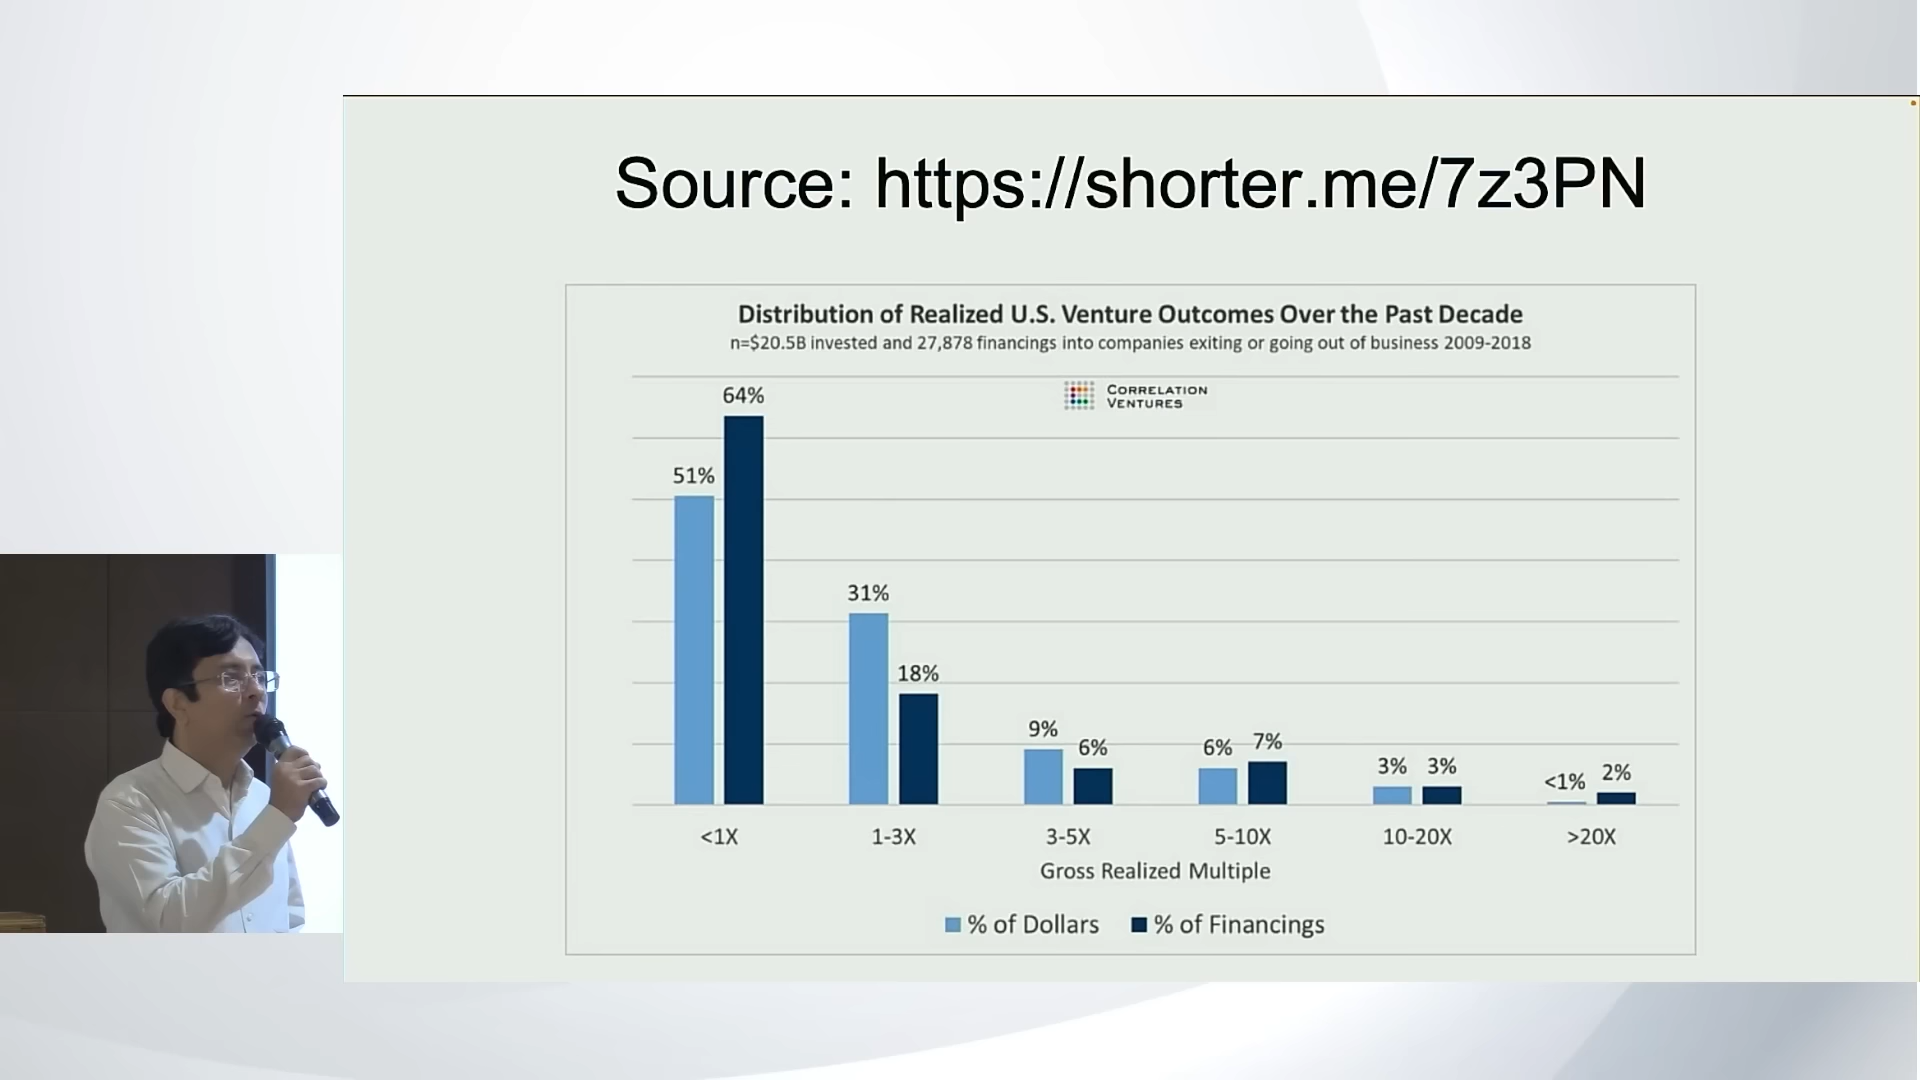 Source: https://shorter.me/7z3PN
Distribution of Realized U.S. Venture Outcomes Over the Past Decade
n=$20.5B invested and 27,878 financings into companies exiting or going out of business 2009-2018
CORRELATION
VENTURES
64%
51%
31%
18%
9%
6%
6%
7%
3%
3%
<1%
2%
<1X
1-3X
3-5X
5-10X
10-20X
>20X
Gross Realized Multiple
% of Dollars
% of Financings